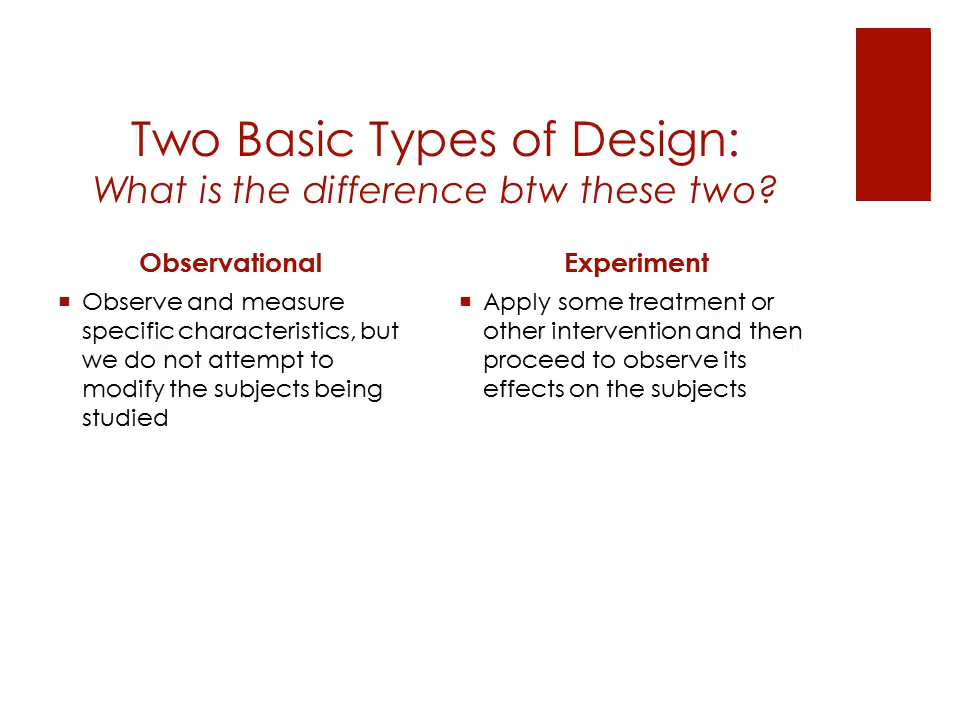 Two Basic Types of Design:
What is the difference btw these two?
Observational
■ Observe and measure
specific characteristics, but
we do not attempt to
modify the subjects being
studied
Experiment
■ Apply some treatment or
other intervention and then
proceed to observe its
effects on the subjects